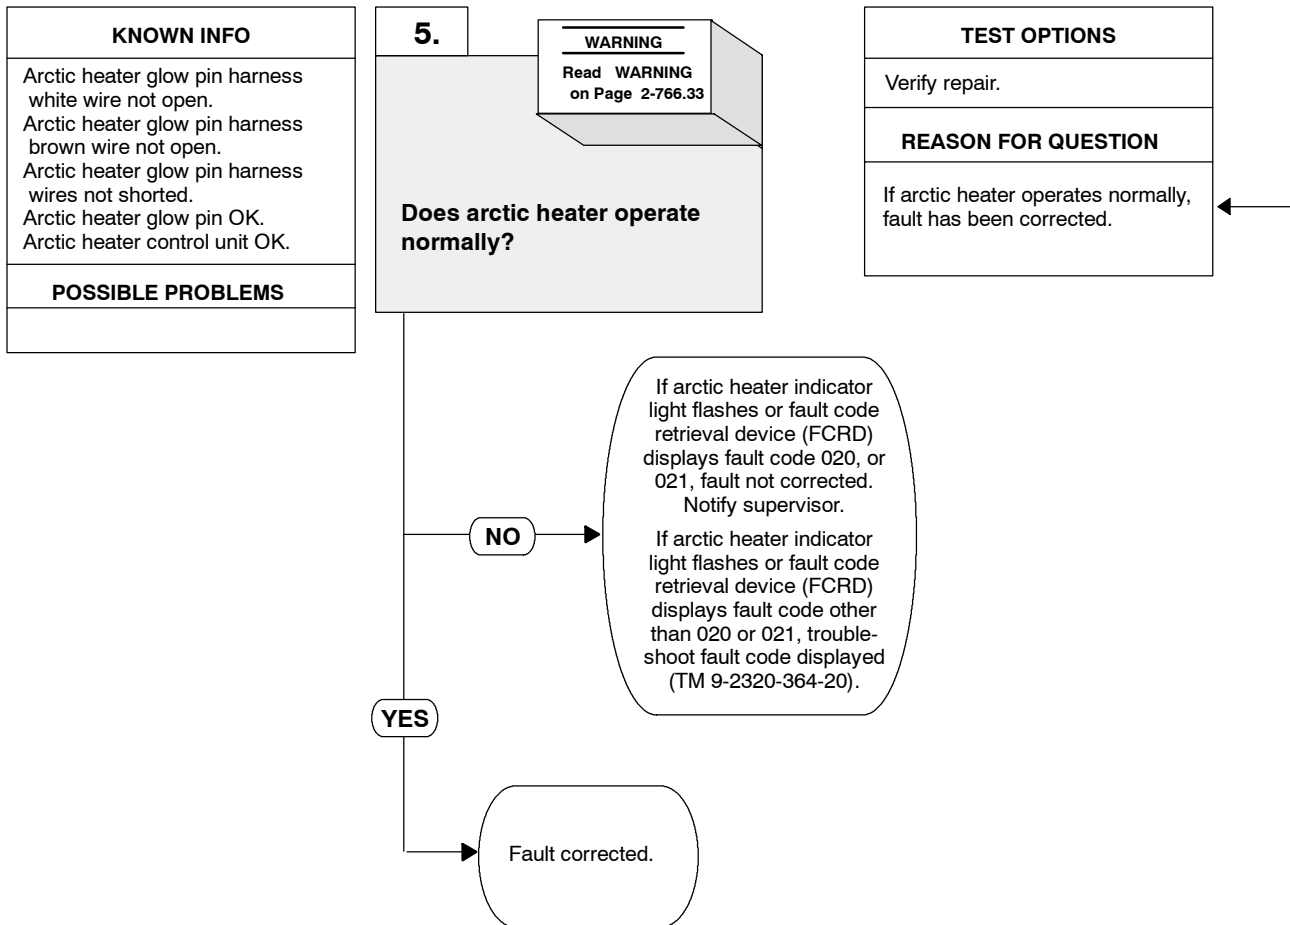 KNOWN INFO
Arctic heater glow pin harness
white wire not open.
Arctic heater glow pin harness
brown wire not open.
Arctic heater glow pin harness
wires not shorted.
Arctic heater glow pin OK.
Arctic heater control unit OK.
POSSIBLE PROBLEMS
5.
WARNING
Read WARNING
on Page 2-766.33
Does arctic heater operate
normally?
TEST OPTIONS
Verify repair.
REASON FOR QUESTION
If arctic heater operates normally,
fault has been corrected.
If arctic heater indicator
light flashes or fault code
retrieval device (FCRD)
displays fault code 020, or
021, fault not corrected.
Notify supervisor.
If arctic heater indicator
light flashes or fault code
retrieval device (FCRD)
displays fault code other
than 020 or 021, trouble-
shoot fault code displayed
(TM 9-2320-364-20).
NO
YES
Fault corrected.